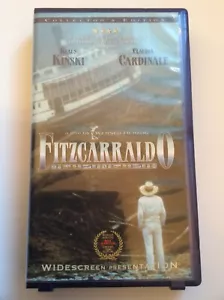 COLLECTOR'S EDITION
KLAUS CLAUDIA
KINSKI CARDINALE
FITZCARRALDO
WIDESCREEN PRESENTATION